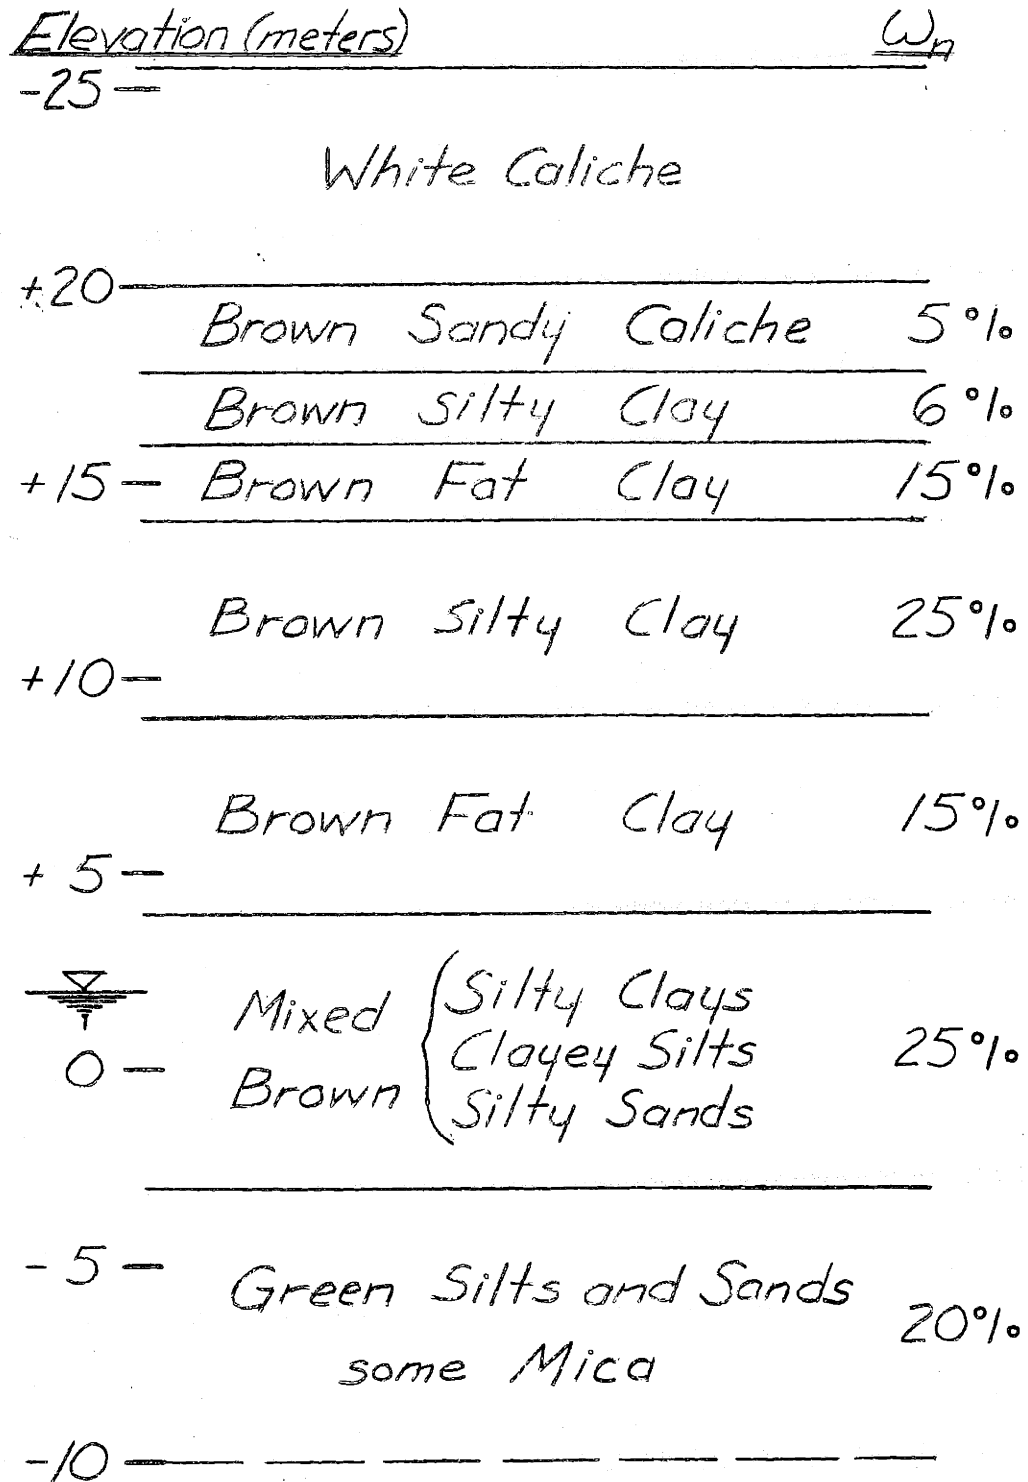 Elevation (meters) ωn
-25
White Caliche
+20
Brown Sandy Caliche 5%
Brown Silty Clay 6%
+15 Brown Fat Clay 15%
Brown Silty Clay 25%
+10
Brown Fat Clay 15%
+5
Silty Clays
Mixed
Clayey Silts 25%
0
Brown
Silty Sands
-5
Green Silts and Sands
20%
some Mica
-10